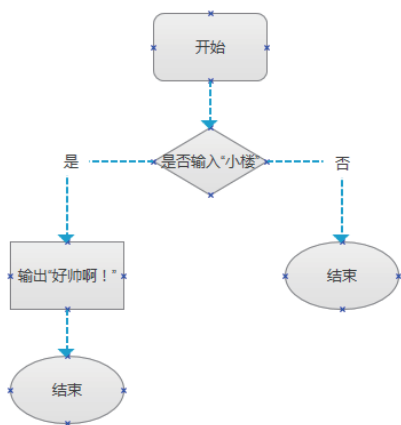 开始
是否输入“小楼”
是
否
输出“好帅啊！”
结束
结束